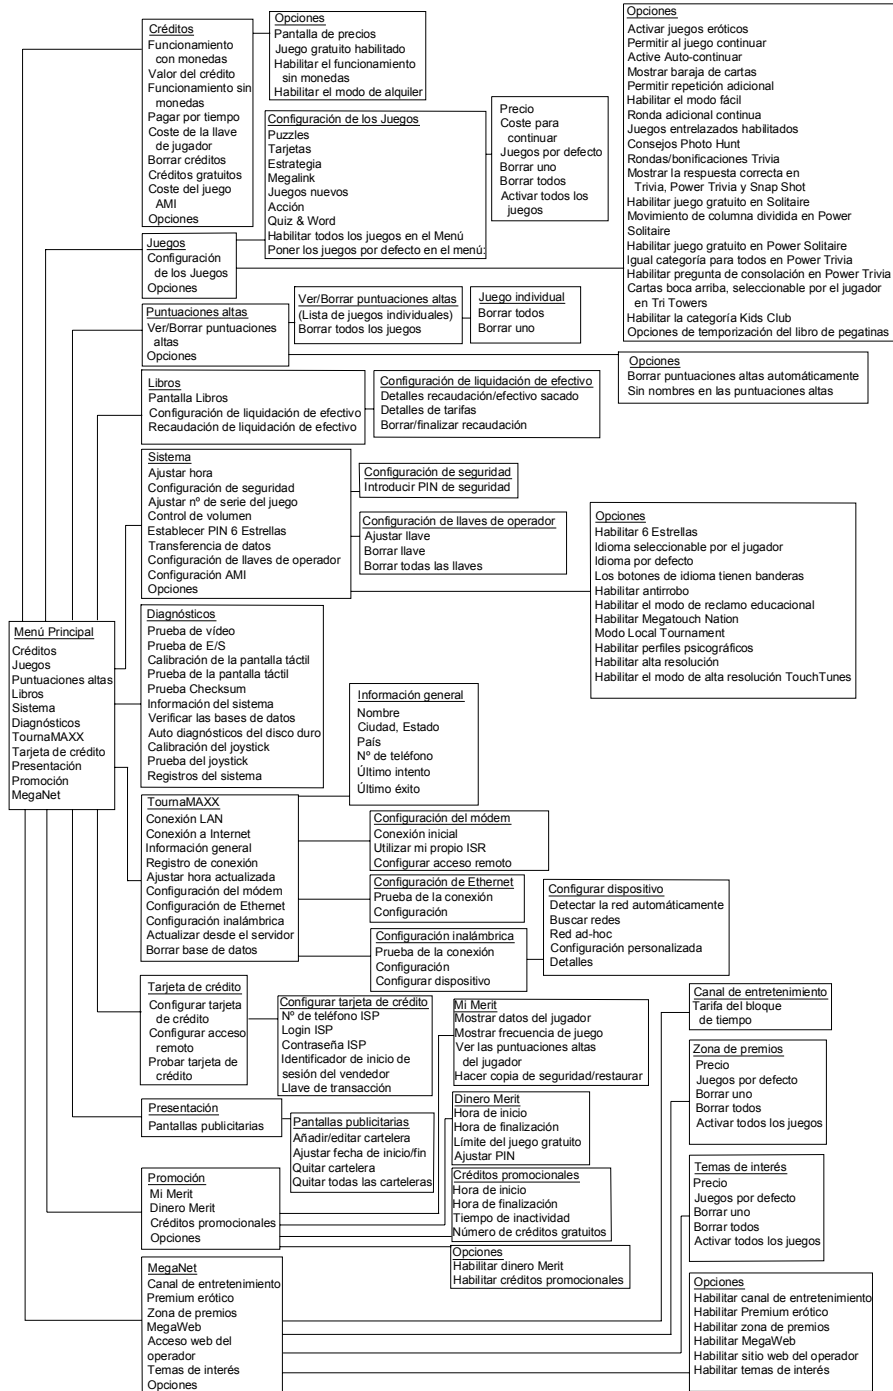 Menú Principal
Créditos
Juegos
Puntuaciones altas
Libros
Sistema
Diagnósticos
TournaMAXX
Tarjeta de crédito
Presentación
Promoción
MegaNet
Créditos
Funcionamiento
con monedas
Valor del crédito
Funcionamiento sin
monedas
Pagar por tiempo
Coste de la llave
de jugador
Borrar créditos
Créditos gratuitos
Coste del juego
AMI
Opciones
Opciones
Pantalla de precios
Juego gratuito habilitado
Habilitar el funcionamiento
sin monedas
Habilitar el modo de alquiler
Juegos
Configuración
de los Juegos
Opciones
Configuración de los Juegos
Puzzles
Tarjetas
Estrategia
Megalink
Juegos nuevos
Acción
Quiz & Word
Habilitar todos los juegos en el Menú
Poner los juegos por defecto en el menú:
Precio
Coste para
continuar
Juegos por defecto
Borrar uno
Borrar todos
Activar todos los
juegos
Opciones
Activar juegos eróticos
Permitir al juego continuar
Active Auto-continuar
Mostrar baraja de cartas
Permitir repetición adicional
Habilitar el modo fácil
Ronda adicional continua
Juegos entrelazados habilitados
Consejos Photo Hunt
Rondas/bonificaciones Trivia
Mostrar la respuesta correcta en
Trivia, Power Trivia y Snap Shot
Habilitar juego gratuito en Solitaire
Movimiento de columna dividida en Power
Solitaire
Habilitar juego gratuito en Power Solitaire
Igual categoría para todos en Power Trivia
Habilitar pregunta de consolación en Power Trivia
Cartas boca arriba, seleccionable por el jugador
en Tri Towers
Habilitar la categoría Kids Club
Opciones de temporización del libro de pegatinas
Puntuaciones altas
Ver/Borrar puntuaciones
altas
Opciones
Ver/Borrar puntuaciones altas
(Lista de juegos individuales)
Borrar todos los juegos
Juego individual
Borrar todos
Borrar uno
Opciones
Borrar puntuaciones altas automáticamente
Sin nombres en las puntuaciones altas
Libros
Pantalla Libros
Configuración de liquidación de efectivo
Recaudación de liquidación de efectivo
Configuración de liquidación de efectivo
Detalles recaudación/efectivo sacado
Detalles de tarifas
Borrar/finalizar recaudación
Sistema
Ajustar hora
Configuración de seguridad
Ajustar nº de serie del juego
Control de volumen
Establecer PIN 6 Estrellas
Transferencia de datos
Configuración de llaves de operador
Configuración AMI
Opciones
Configuración de seguridad
Introducir PIN de seguridad
Configuración de llaves de operador
Ajustar llave
Borrar llave
Borrar todas las llaves
Opciones
Habilitar 6 Estrellas
Idioma seleccionable por el jugador
Idioma por defecto
Los botones de idioma tienen banderas
Habilitar antirrobo
Habilitar el modo de reclamo educacional
Habilitar Megatouch Nation
Modo Local Tournament
Habilitar perfiles psicográficos
Habilitar alta resolución
Habilitar el modo de alta resolución TouchTunes
Diagnósticos
Prueba de vídeo
Prueba de E/S
Calibración de la pantalla táctil
Prueba de la pantalla táctil
Prueba Checksum
Información del sistema
Verificar las bases de datos
Auto diagnósticos del disco duro
Calibración del joystick
Prueba del joystick
Registros del sistema
TournaMAXX
Conexión LAN
Conexión a Internet
Información general
Registro de conexión
Ajustar hora actualizada
Configuración del módem
Configuración de Ethernet
Configuración inalámbrica
Actualizar desde el servidor
Borrar base de datos
Información general
Nombre
Ciudad, Estado
País
Nº de teléfono
Último intento
Último éxito
Configuración del módem
Conexión inicial
Utilizar mi propio ISR
Configurar acceso remoto
Configuración de Ethernet
Prueba de la conexión
Configuración
Configuración inalámbrica
Prueba de la conexión
Configuración
Configurar dispositivo
Configurar dispositivo
Detectar la red automáticamente
Buscar redes
Red ad-hoc
Configuración personalizada
Detalles
Tarjeta de crédito
Configurar tarjeta
de crédito
Configurar acceso
remoto
Probar tarjeta de
crédito
Configurar tarjeta de crédito
Nº de teléfono ISP
Login ISP
Contraseña ISP
Identificador de inicio de
sesión del vendedor
Llave de transacción
Presentación
Pantallas publicitarias
Pantallas publicitarias
Añadir/editar cartelera
Ajustar fecha de inicio/fin
Quitar cartelera
Quitar todas las carteleras
Promoción
Mi Merit
Dinero Merit
Créditos promocionales
Opciones
Mi Merit
Mostrar datos del jugador
Mostrar frecuencia de juego
Ver las puntuaciones altas
del jugador
Hacer copia de seguridad/restaurar
Dinero Merit
Hora de inicio
Hora de finalización
Límite del juego gratuito
Ajustar PIN
Créditos promocionales
Hora de inicio
Hora de finalización
Tiempo de inactividad
Número de créditos gratuitos
Opciones
Habilitar dinero Merit
Habilitar créditos promocionales
MegaNet
Canal de entretenimiento
Premium erótico
Zona de premios
MegaWeb
Acceso web del
operador
Temas de interés
Opciones
Canal de entretenimiento
Tarifa del bloque
de tiempo
Zona de premios
Precio
Juegos por defecto
Borrar uno
Borrar todos
Activar todos los juegos
Temas de interés
Precio
Juegos por defecto
Borrar uno
Borrar todos
Activar todos los juegos
Opciones
Habilitar canal de entretenimiento
Habilitar Premium erótico
Habilitar zona de premios
Habilitar MegaWeb
Habilitar sitio web del operador
Habilitar temas de interés